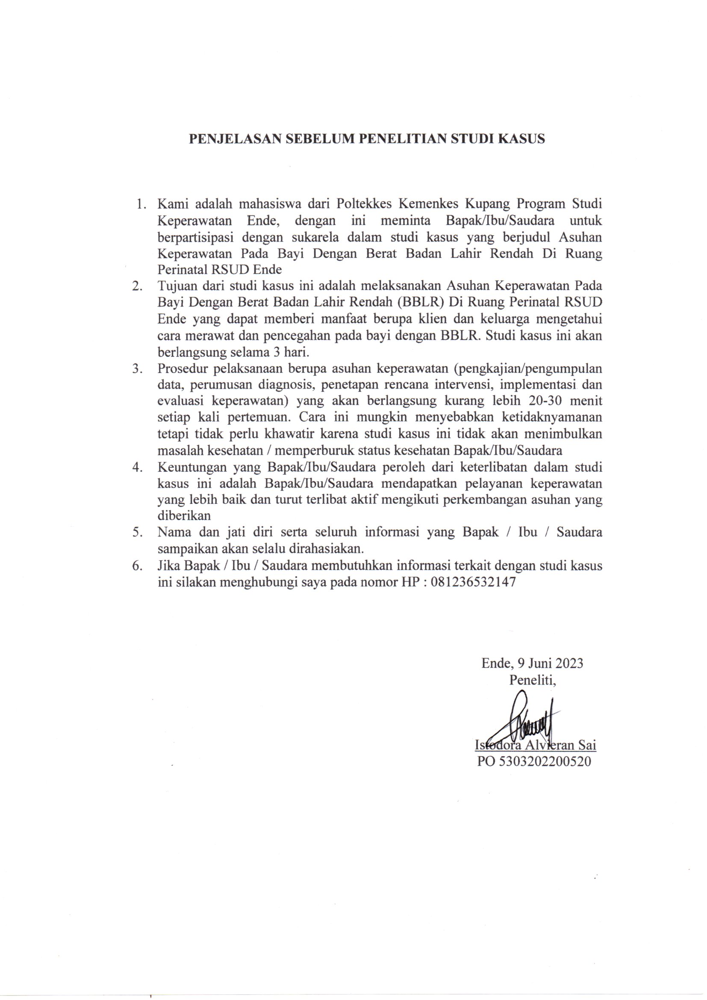 PENJELASAN SEBELUM PENELITIAN STUDI KASUS
1. Kami adalah mahasiswa dari Poltekkes Kemenkes Kupang Program Studi
Keperawatan Ende, dengan ini meminta Bapak/Ibu/Saudara untuk
berpartisipasi dengan sukarela dalam studi kasus yang berjudul Asuhan
Keperawatan Pada Bayi Dengan Berat Badan Lahir Rendah Di Ruang
Perinatal RSUD Ende
2. Tujuan dari studi kasus ini adalah melaksanakan Asuhan Keperawatan Pada
Bayi Dengan Berat Badan Lahir Rendah (BBLR) Di Ruang Perinatal RSUD
Ende yang dapat memberi manfaat berupa klien dan keluarga mengetahui
cara merawat dan pencegahan pada bayi dengan BBLR. Studi kasus ini akan
berlangsung selama 3 hari.
3. Prosedur pelaksanaan berupa asuhan keperawatan (pengkajian/pengumpulan
data, perumusan diagnosis, penetapan rencana intervensi, implementasi dan
evaluasi keperawatan) yang akan berlangsung kurang lebih 20-30 menit
setiap kali pertemuan. Cara ini mungkin menyebabkan ketidaknyamanan
tetapi tidak perlu khawatir karena studi kasus ini tidak akan menimbulkan
masalah kesehatan / memperburuk status kesehatan Bapak/Ibu/Saudara
4. Keuntungan yang Bapak/Ibu/Saudara peroleh dari keterlibatan dalam studi
kasus ini adalah Bapak/Ibu/Saudara mendapatkan pelayanan keperawatan
yang lebih baik dan turut terlibat aktif mengikuti perkembangan asuhan yang
diberikan
5. Nama dan jati diri serta seluruh informasi yang Bapak / Ibu / Saudara
sampaikan akan selalu dirahasiakan.
6. Jika Bapak / Ibu / Saudara membutuhkan informasi terkait dengan studi kasus
ini silakan menghubungi saya pada nomor HP : 081236532147
Ende, 9 Juni 2023
Peneliti,
Istodora Alvieran Sai
PO 5303202200520